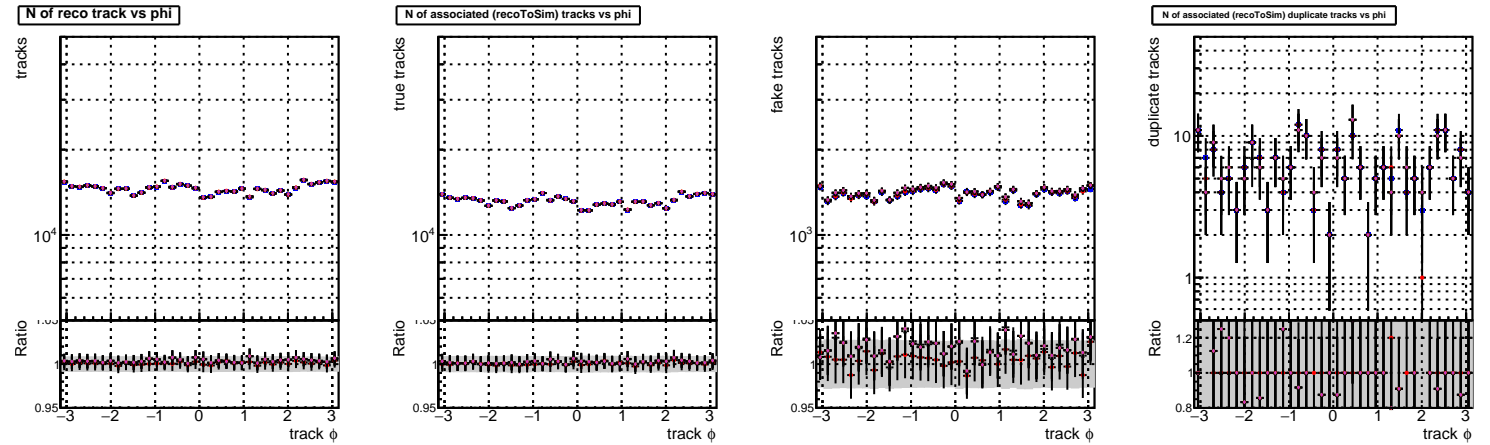 N of reco track vs phi
tracks
10⁴
Ratio
1.05
0.95
−3 −2 −1 0 1 2 3
track ϕ
N of associated (recoToSim) tracks vs phi
true tracks
10⁴
Ratio
1
0.95
−3 −2 −1 0 1 2 3
track ϕ
fake tracks
10³
Ratio
1
0.95
−3 −2 −1 0 1 2 3
track ϕ
N of associated (recoToSim) duplicate tracks vs phi
duplicate tracks
10
1
Ratio
1.2
1
0.8
−3 −2 −1 0 1 2 3
track ϕ